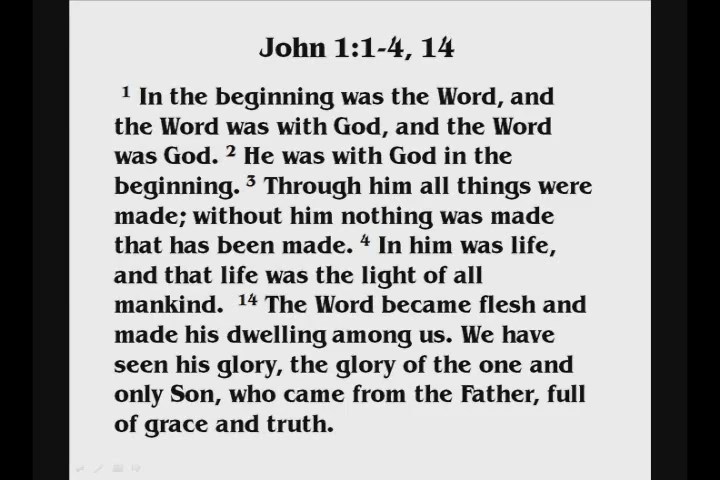 John 1:1-4, 14
1 In the beginning was the Word, and
the Word was with God, and the Word
was God. 2 He was with God in the
beginning. 3 Through him all things were
made; without him nothing was made
that has been made. 4 In him was life,
and that life was the light of all
mankind. 14 The Word became flesh and
made his dwelling among us. We have
seen his glory, the glory of the one and
only Son, who came from the Father, full
of grace and truth.